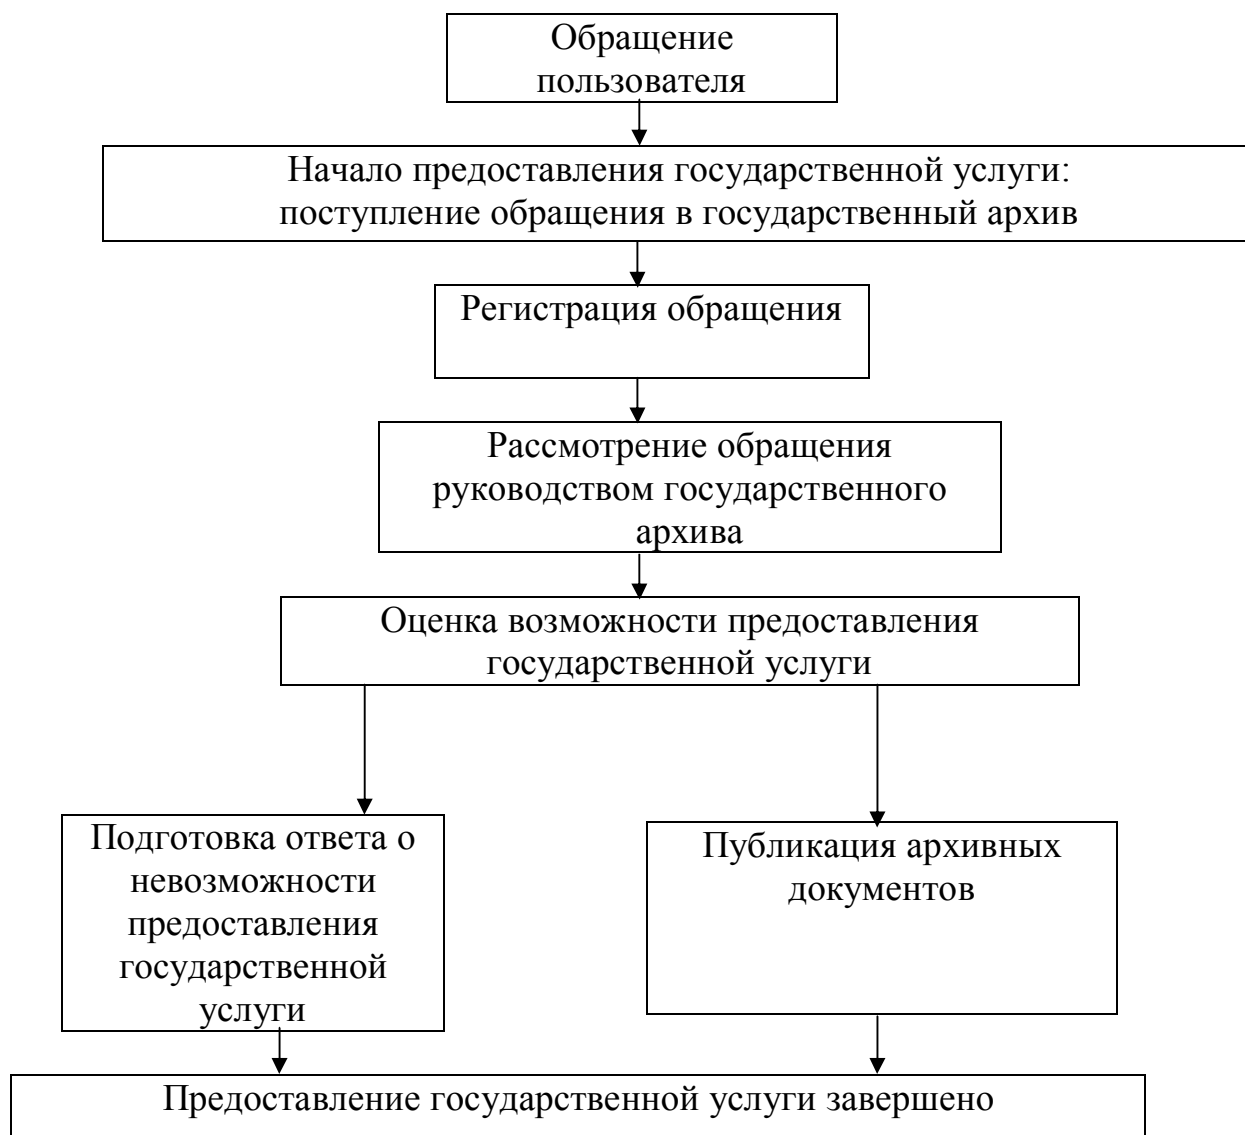 Обращение
пользователя
Начало предоставления государственной услуги:
поступление обращения в государственный архив
Регистрация обращения
Рассмотрение обращения
руководством государственного
архива
Оценка возможности предоставления
государственной услуги
Подготовка ответа о
невозможности
предоставления
государственной
услуги
Публикация архивных
документов
Предоставление государственной услуги завершено